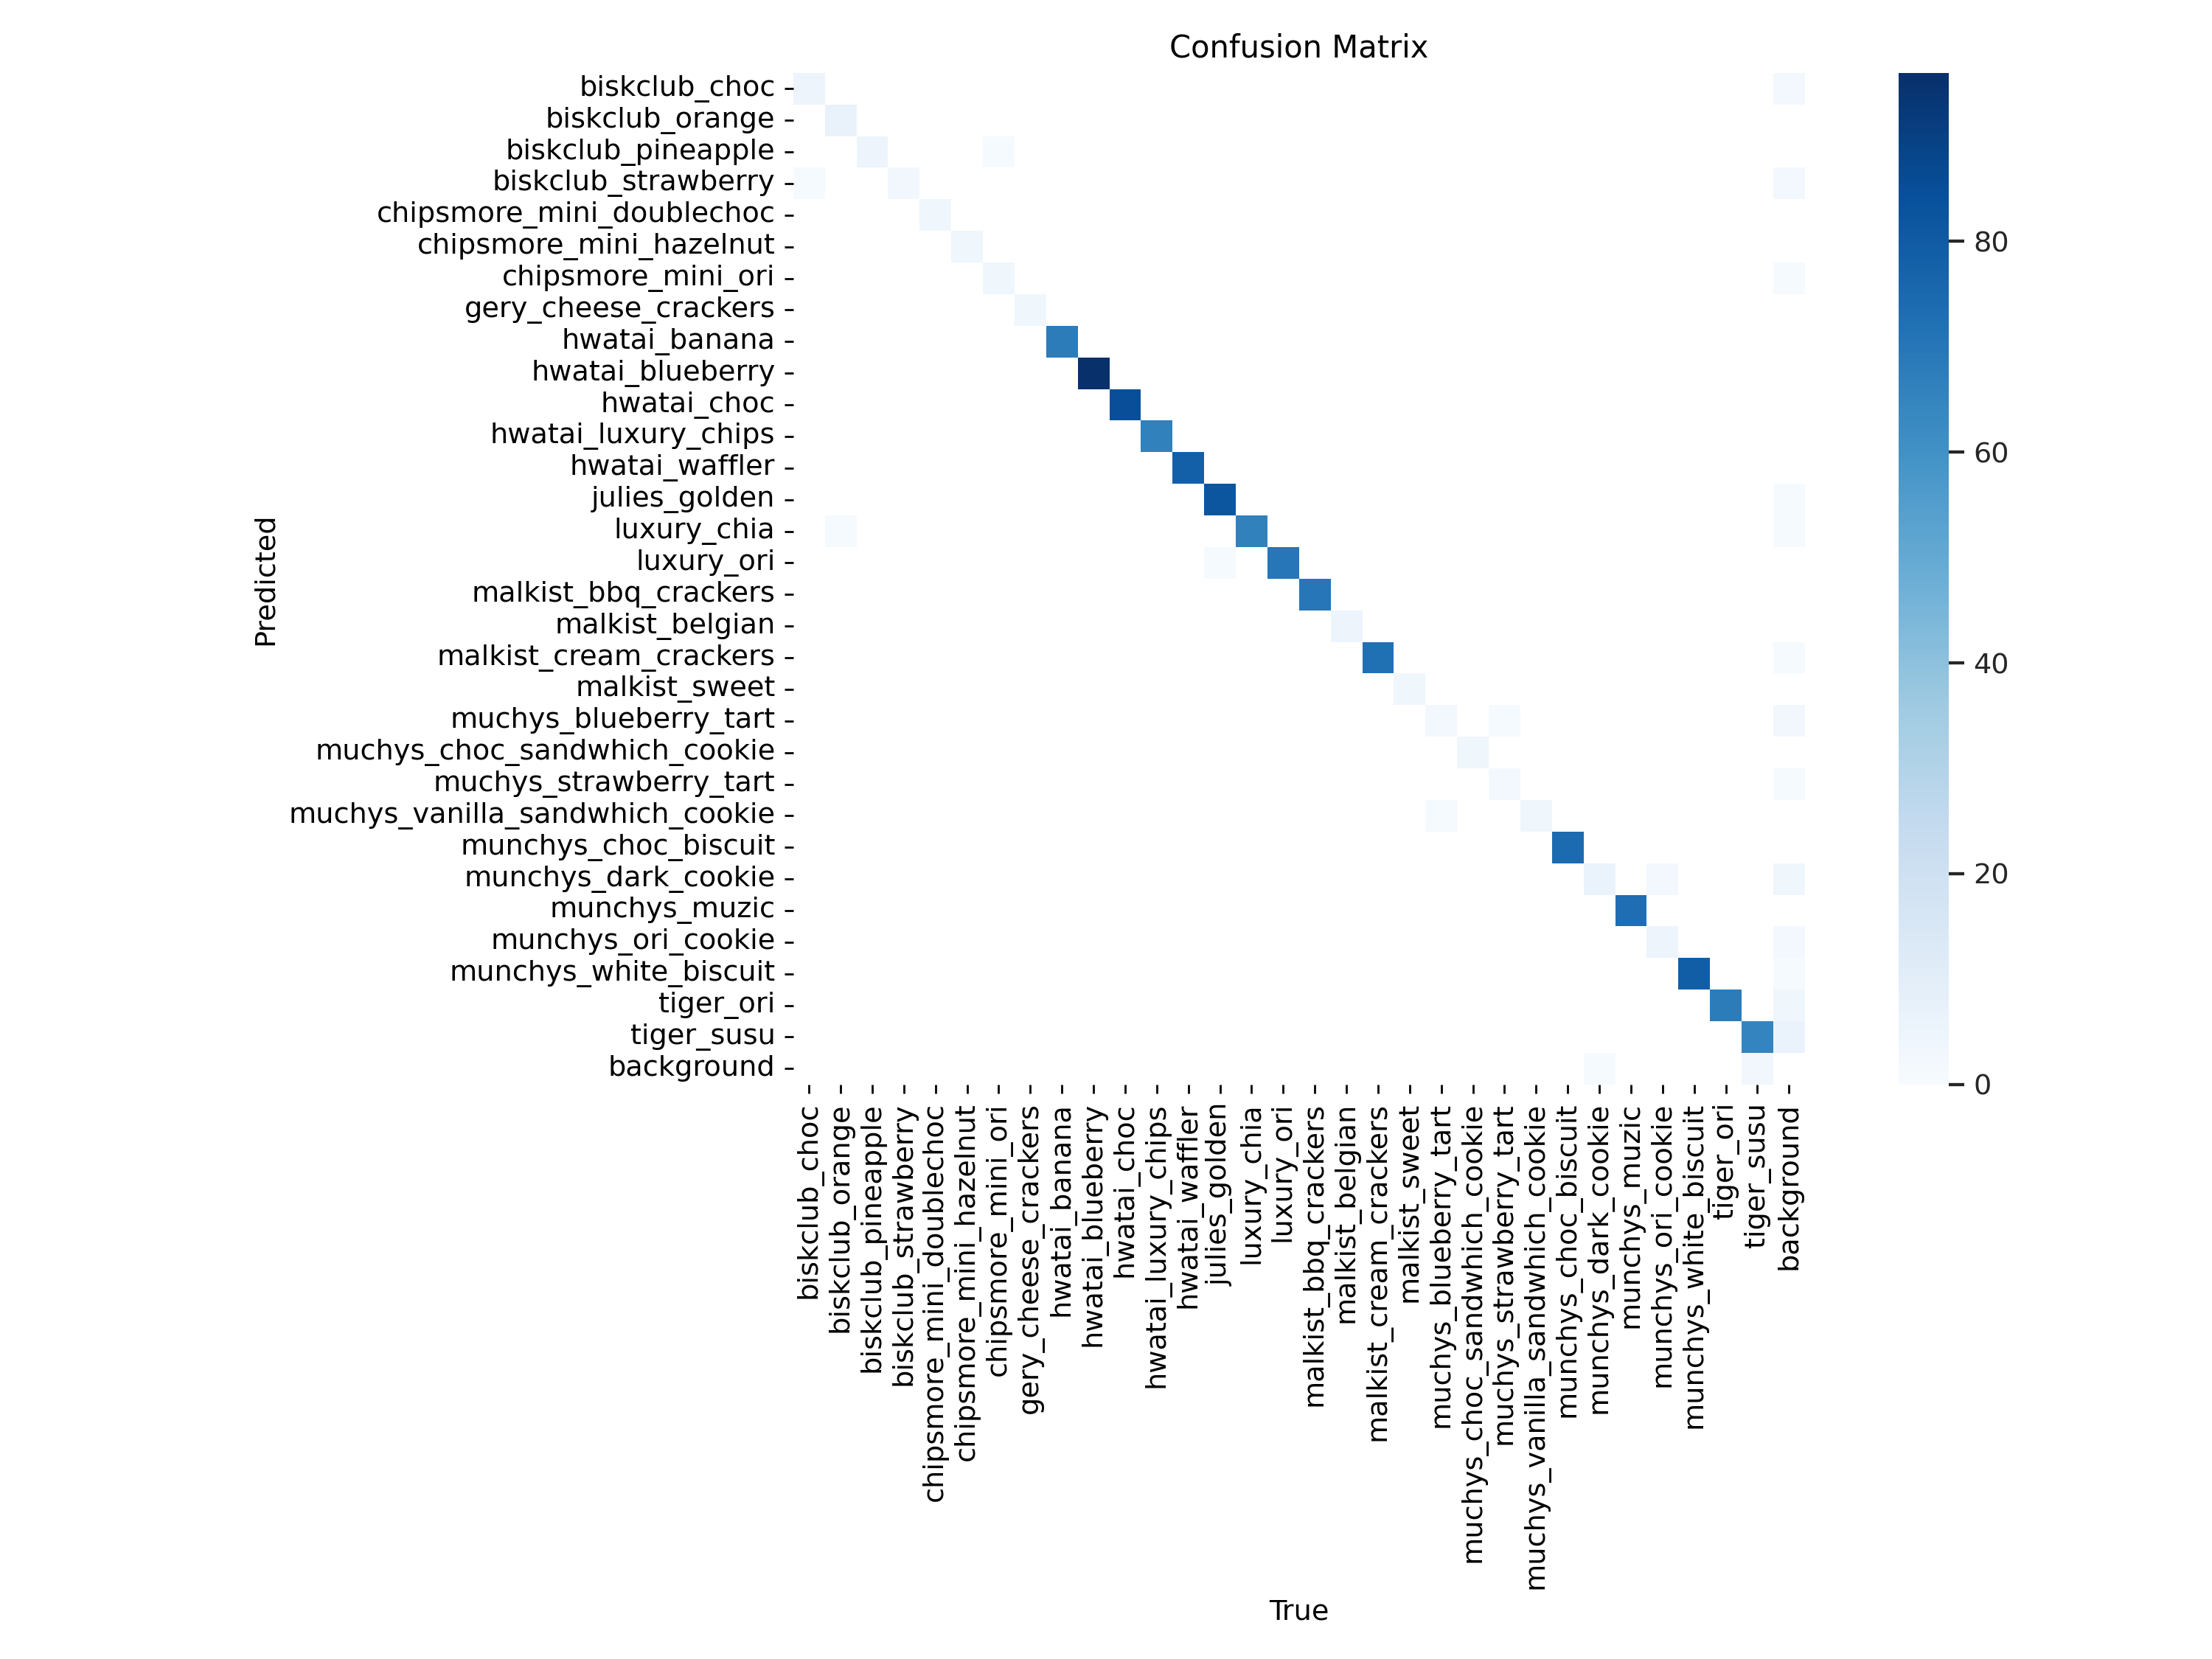 Confusion Matrix
biskclub_choc
biskclub_orange
biskclub_pineapple
biskclub_strawberry
chipsmore_mini_doublechoc
chipsmore_mini_hazelnut
chipsmore_mini_ori
gery_cheese_crackers
hwatai_banana
hwatai_blueberry
hwatai_choc
hwatai_luxury_chips
hwatai_waffler
julies_golden
luxury_chia
luxury_ori
malkist_bbq_crackers
malkist_belgian
malkist_cream_crackers
malkist_sweet
muchys_blueberry_tart
muchys_choc_sandwhich_cookie
muchys_strawberry_tart
muchys_vanilla_sandwhich_cookie
munchys_choc_biscuit
munchys_dark_cookie
munchys_muzic
munchys_ori_cookie
munchys_white_biscuit
tiger_ori
tiger_susu
background
Predicted
biskclub_choc
biskclub_orange
biskclub_pineapple
biskclub_strawberry
chipsmore_mini_doublechoc
chipsmore_mini_hazelnut
chipsmore_mini_ori
gery_cheese_crackers
hwatai_banana
hwatai_blueberry
hwatai_choc
hwatai_luxury_chips
hwatai_waffler
julies_golden
luxury_chia
luxury_ori
malkist_bbq_crackers
malkist_belgian
malkist_cream_crackers
malkist_sweet
muchys_blueberry_tart
muchys_choc_sandwhich_cookie
muchys_strawberry_tart
muchys_vanilla_sandwhich_cookie
munchys_choc_biscuit
munchys_dark_cookie
munchys_muzic
munchys_ori_cookie
munchys_white_biscuit
tiger_ori
tiger_susu
background
True
80
60
40
20
0